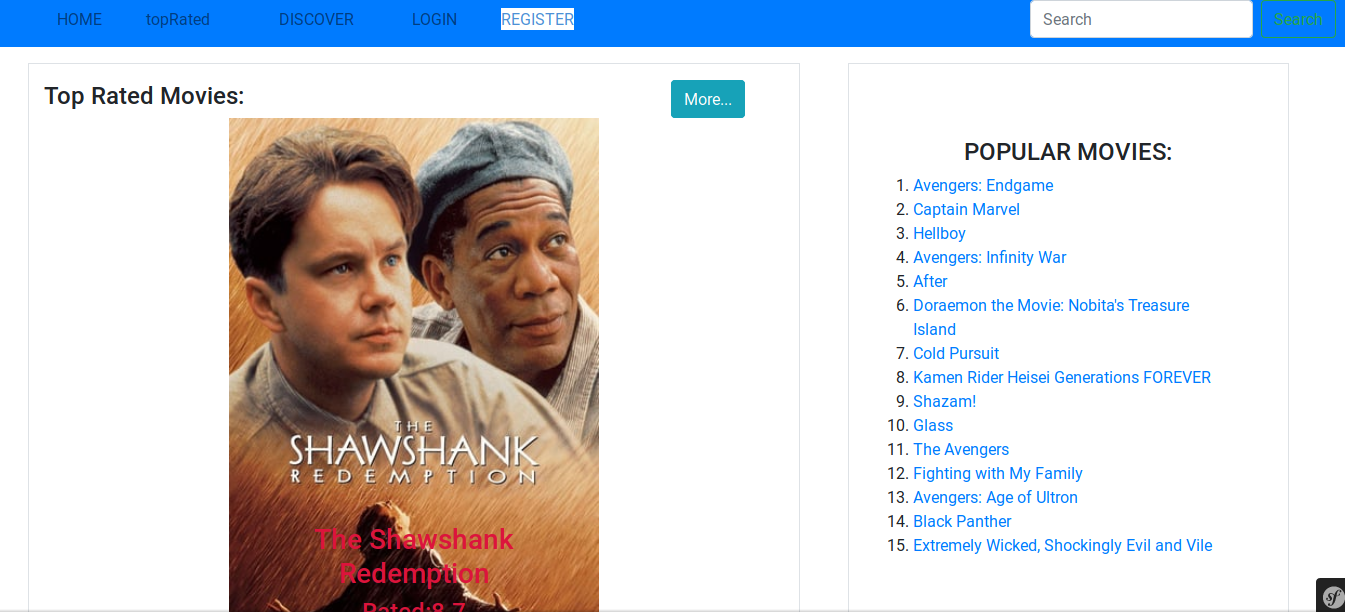 HOME topRated DISCOVER LOGIN REGISTER Search Search
Top Rated Movies:
More...
THE
SHAWSHANK
REDEMPTION
The Shawshank
Redemption
Rated:8.7
POPULAR MOVIES:
1. Avengers: Endgame
2. Captain Marvel
3. Hellboy
4. Avengers: Infinity War
5. After
6. Doraemon the Movie: Nobita's Treasure
Island
7. Cold Pursuit
8. Kamen Rider Heisei Generations FOREVER
9. Shazam!
10. Glass
11. The Avengers
12. Fighting with My Family
13. Avengers: Age of Ultron
14. Black Panther
15. Extremely Wicked, Shockingly Evil and Vile
sf